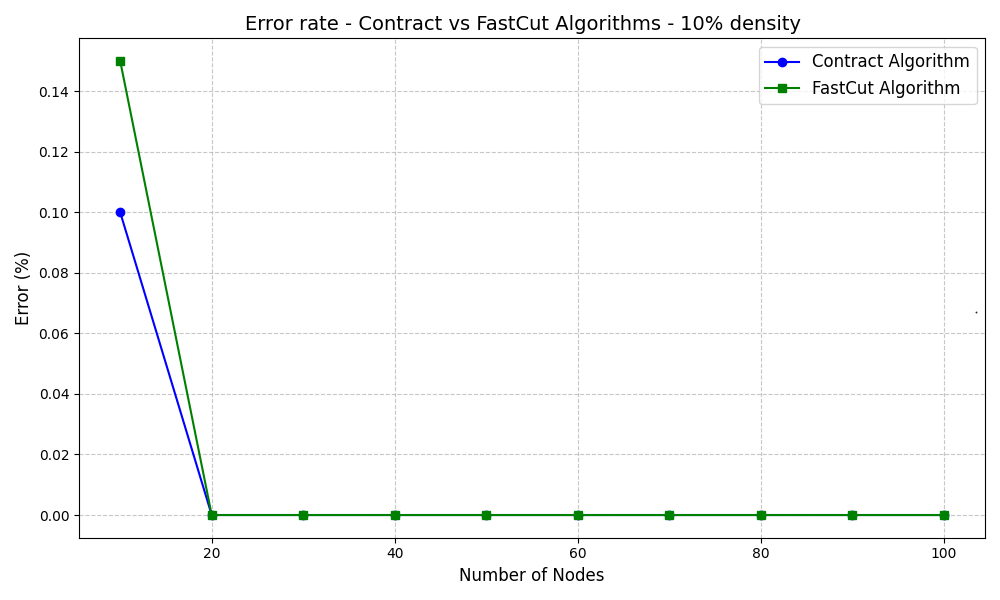 Error rate - Contract vs FastCut Algorithms - 10% density
Contract Algorithm
FastCut Algorithm
Error (%)
0.14
0.12
0.10
0.08
0.06
0.04
0.02
0.00
20 40 60 80 100
Number of Nodes